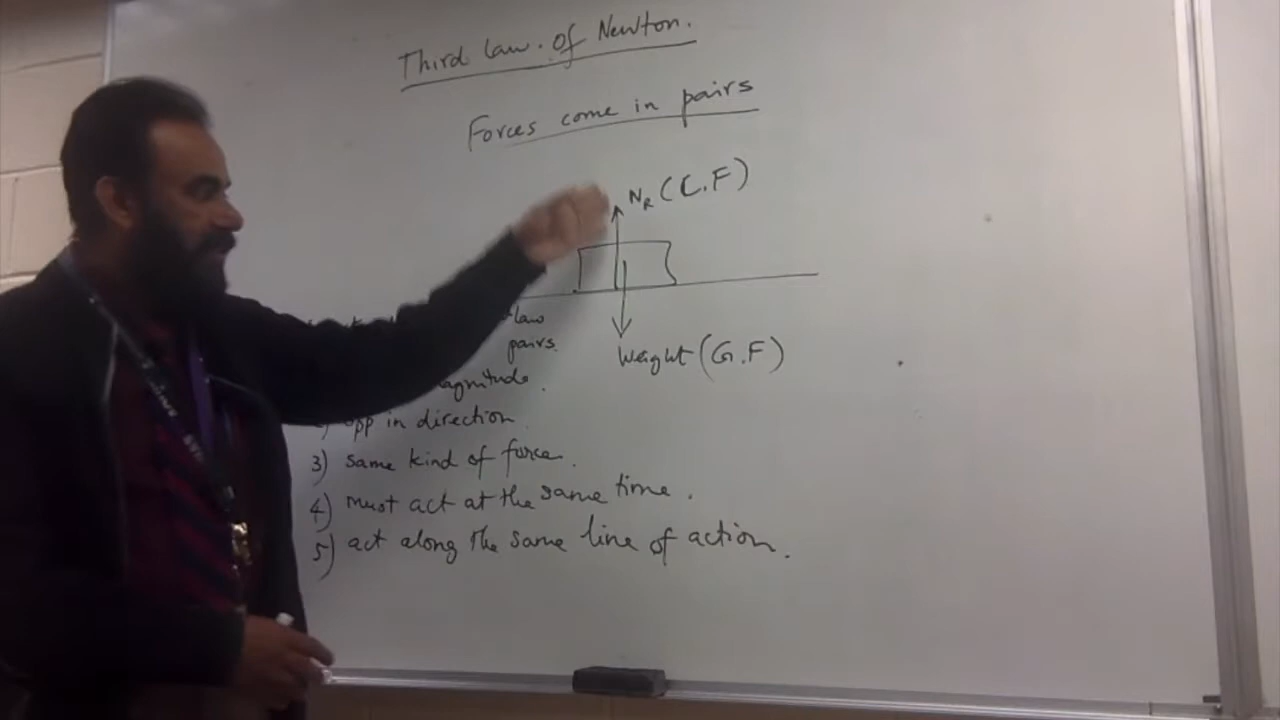 Third law. of Newton.
Forces come in pairs
NR (C.F)
Weight (G.F)
law
pairs.
agnitude.
opp in direction
3) same kind of force.
4) must act at the same time.
5) act along the same line of action.